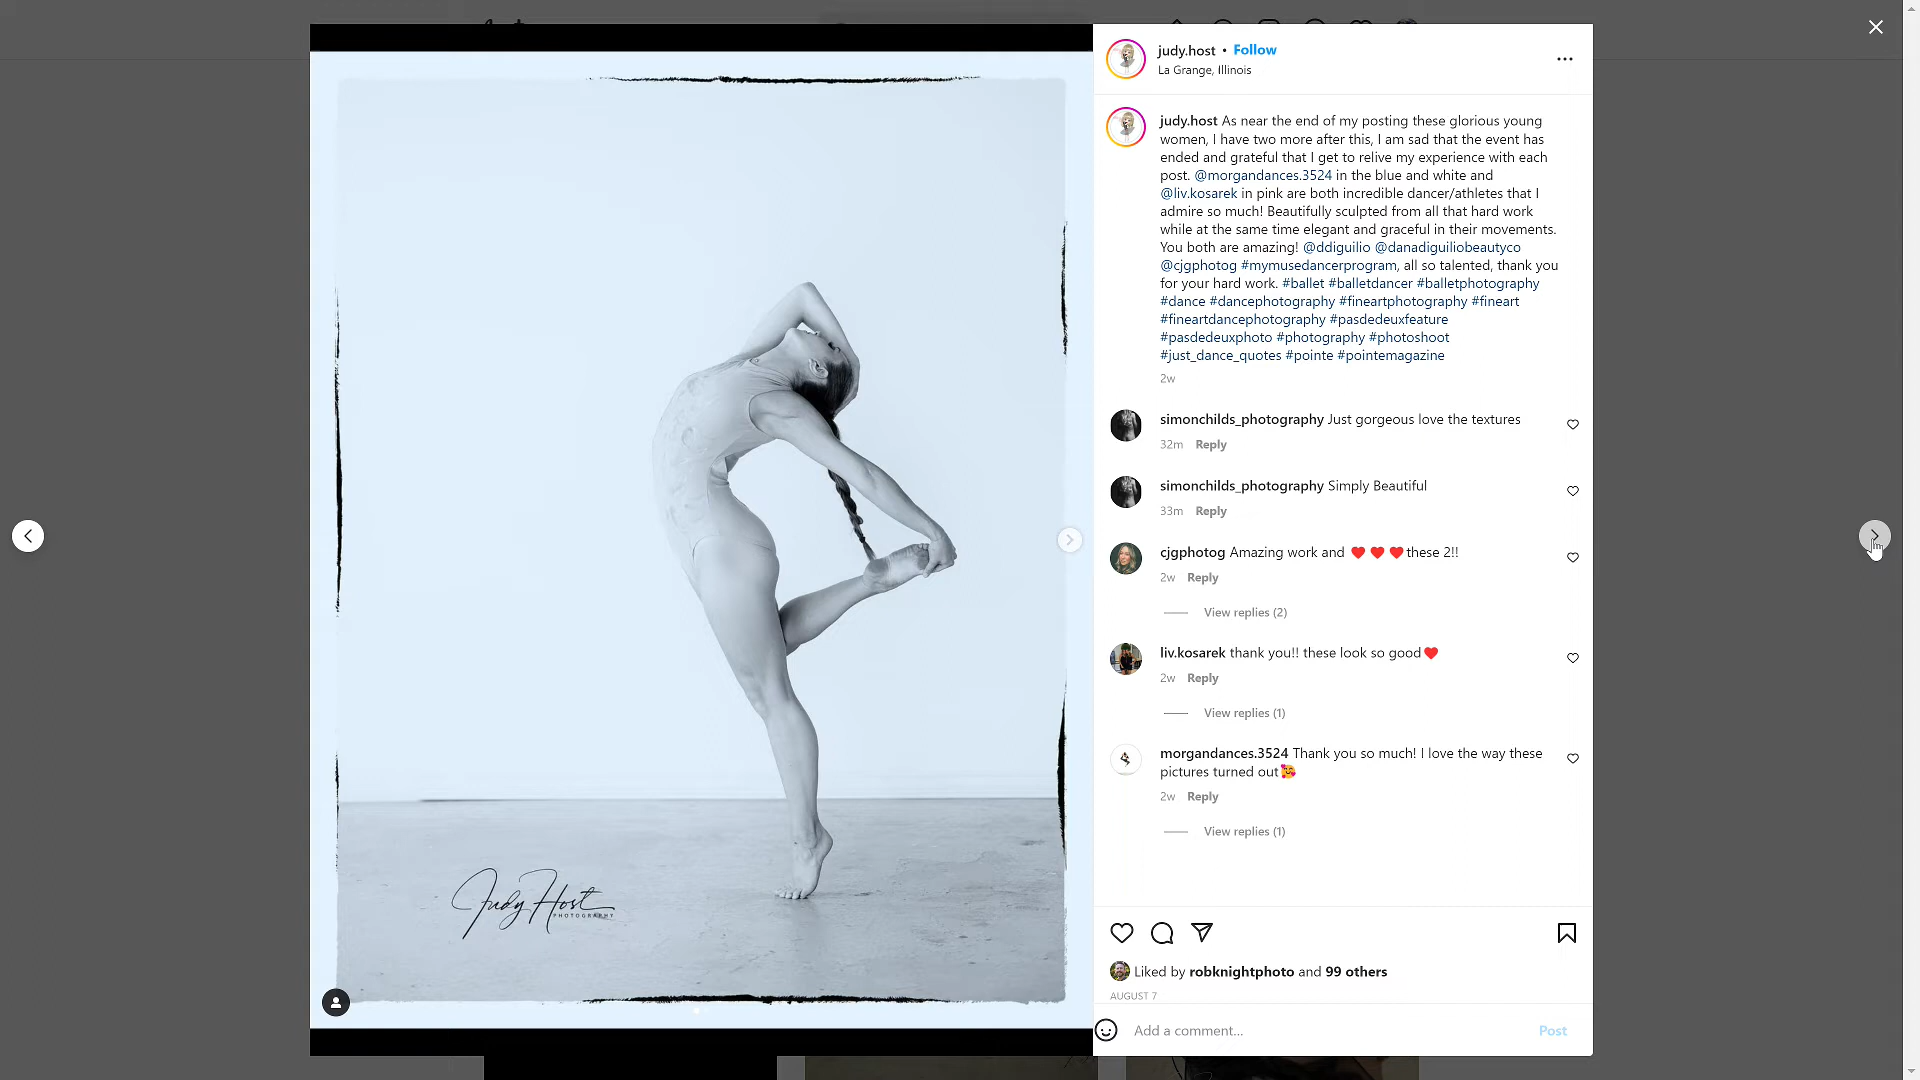 judy.host • Follow
La Grange, Illinois
judy.host As near the end of my posting these glorious young
women, I have two more after this, I am sad that the event has
ended and grateful that I get to relive my experience with each
post. @morgandances.3524 in the blue and white and
@liv.kosarek in pink are both incredible dancer/athletes that I
admire so much! Beautifully sculpted from all that hard work
while at the same time elegant and graceful in their movements.
You both are amazing! @ddiguilio @danadiguiliobeautyco
@cjgphotog #mymusedancerprogram, all so talented, thank you
for your hard work. #ballet #balletdancer #balletphotography
#dance #dancephotography #fineartphotography #fineart
#fineartdancephotography #pasdedeuxfeature
#pasdedeuxphoto #photography #photoshoot
#just_dance_quotes #pointe #pointemagazine
2w
simonchilds_photography Just gorgeous love the textures
32m Reply
simonchilds_photography Simply Beautiful
33m Reply
cjgphotog Amazing work and ❤️❤️❤️these 2!!
2w Reply
View replies (2)
liv.kosarek thank you!! these look so good❤️
2w Reply
View replies (1)
morgandances.3524 Thank you so much! I love the way these
pictures turned out🥰
2w Reply
View replies (1)
Liked by robknightphoto and 99 others
AUGUST 7
Add a comment... Post
Judy Host
PHOTOGRAPHY